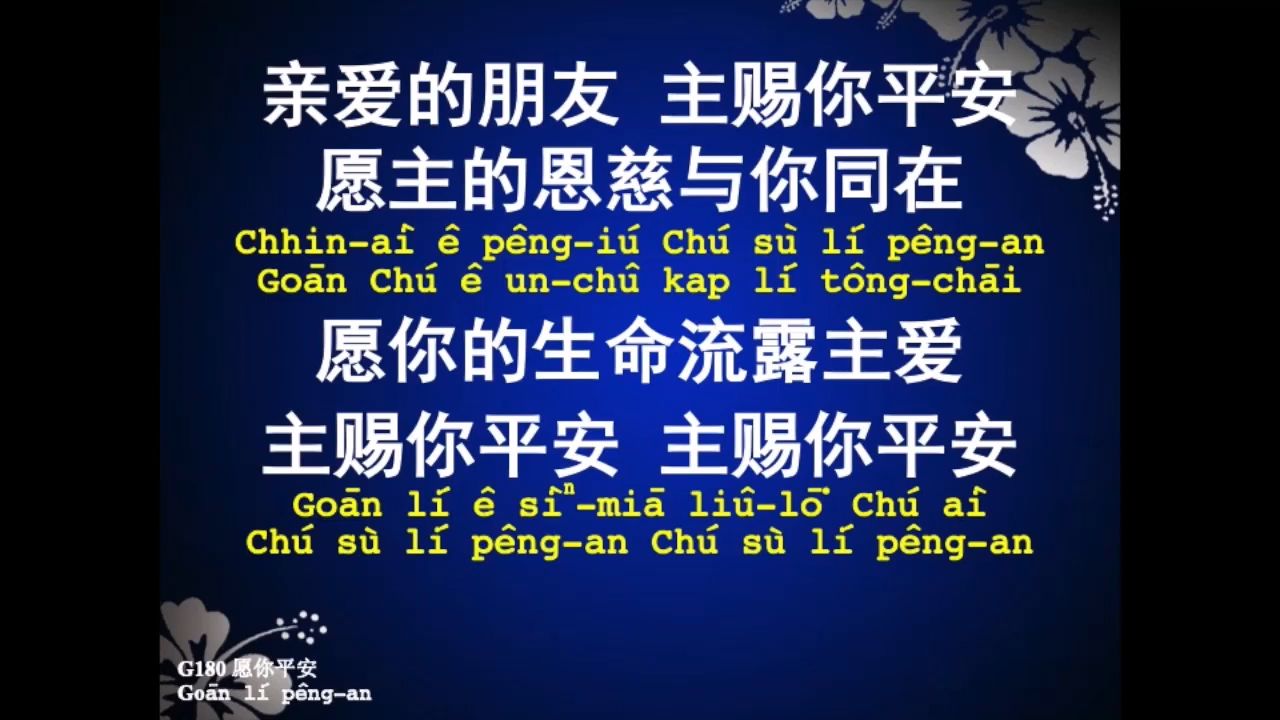 亲爱的朋友 主赐你平安
愿主的恩慈与你同在
Chhin-aì ê pêng-iú Chú sù lí pêng-an
Goān Chú ê un-chû kap lí tông-chāi
愿你的生命流露主爱
主赐你平安 主赐你平安
Goān lí ê sìⁿ-miā liû-lō͘ Chú aì
Chú sù lí pêng-an Chú sù lí pêng-an
G180 愿你平安
Goān lí pêng-an